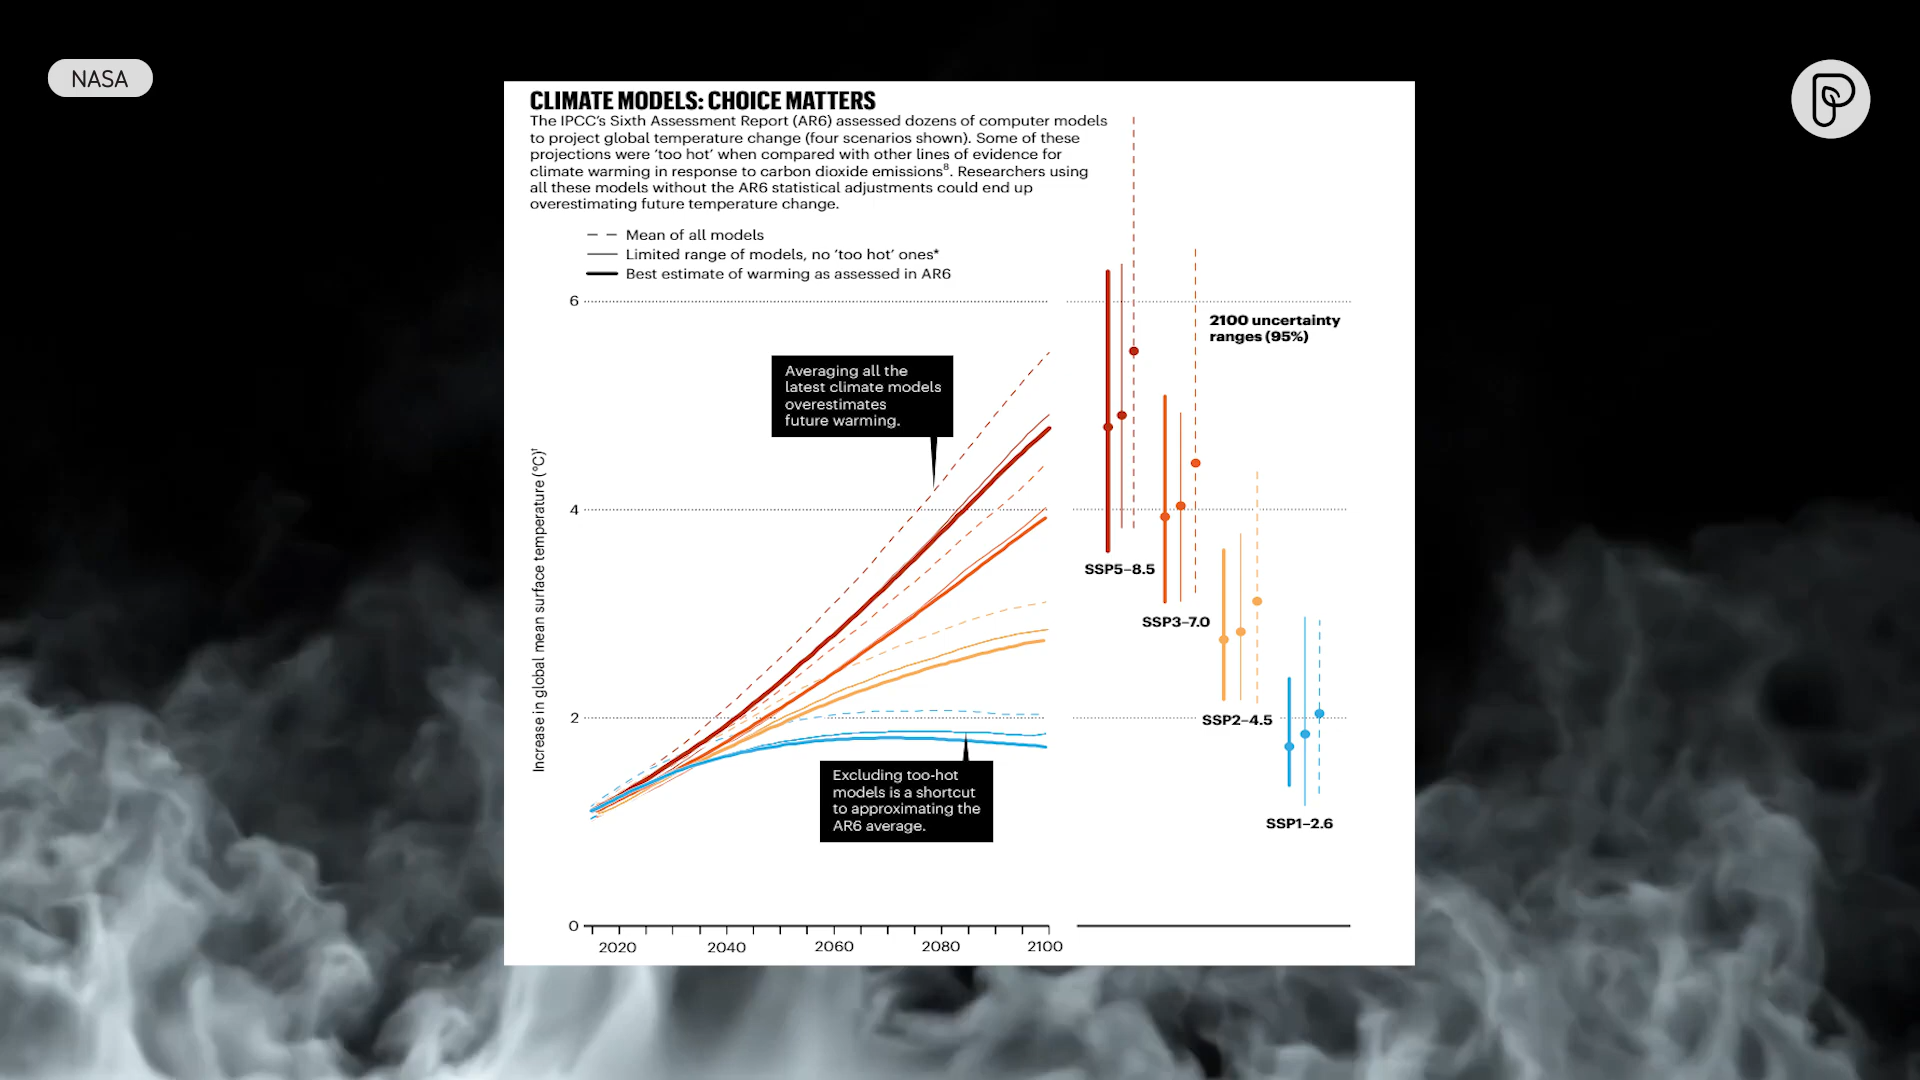 NASA
CLIMATE MODELS: CHOICE MATTERS
The IPCC’s Sixth Assessment Report (AR6) assessed dozens of computer models
to project global temperature change (four scenarios shown). Some of these
projections were ‘too hot’ when compared with other lines of evidence for
climate warming in response to carbon dioxide emissions⁸. Researchers using
all these models without the AR6 statistical adjustments could end up
overestimating future temperature change.
Mean of all models
Limited range of models, no ‘too hot’ ones*
Best estimate of warming as assessed in AR6
6
2100 uncertainty
ranges (95%)
Averaging all the
latest climate models
overestimates
future warming.
Increase in global mean surface temperature (°C)†
4
SSP5–8.5
SSP3–7.0
2
SSP2–4.5
Excluding too-hot
models is a shortcut
to approximating the
AR6 average.
SSP1–2.6
0
2020 2040 2060 2080 2100